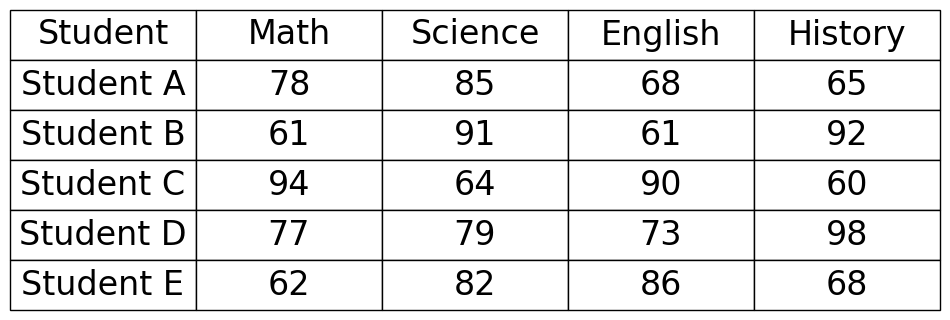 Student Math Science English History
Student A 78 85 68 65
Student B 61 91 61 92
Student C 94 64 90 60
Student D 77 79 73 98
Student E 62 82 86 68